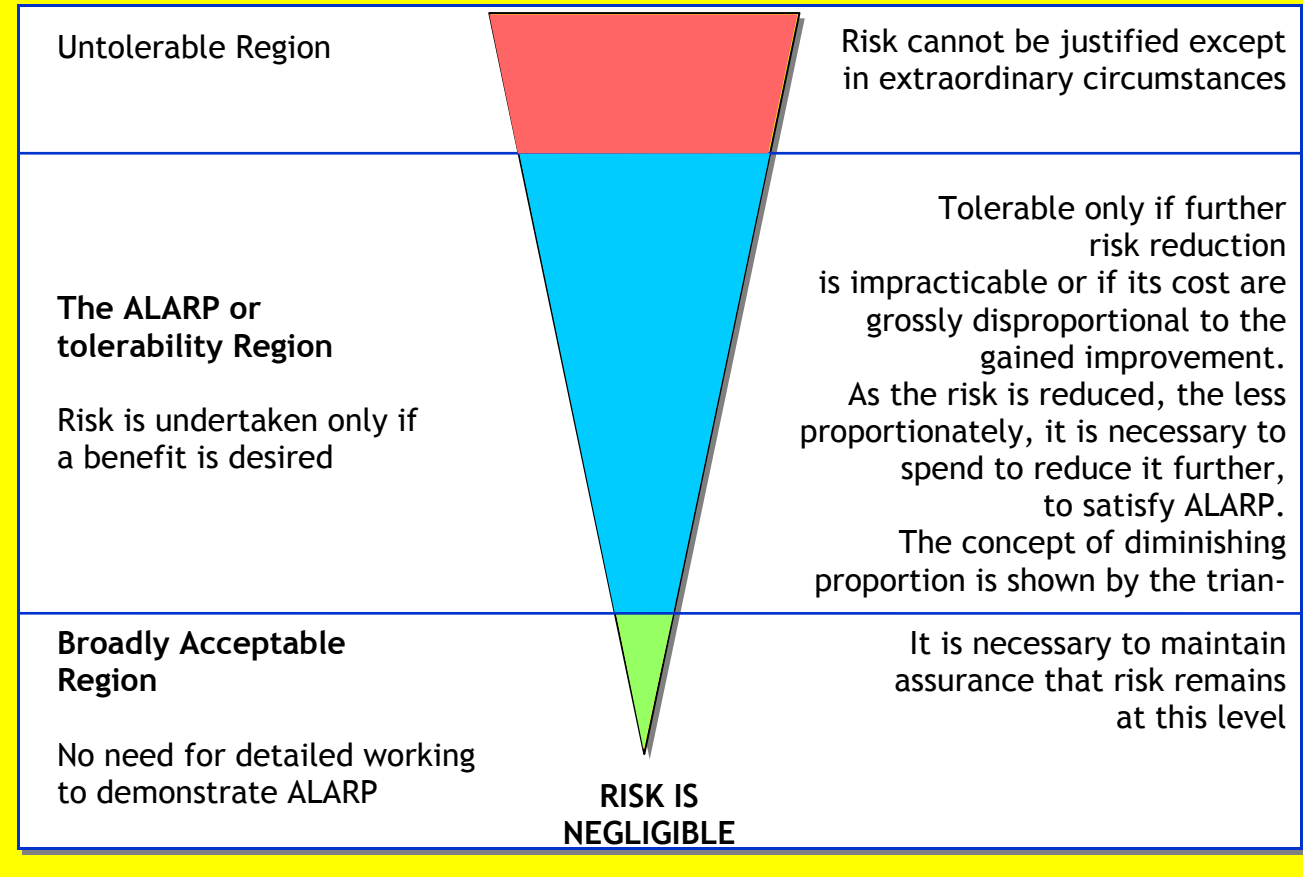 Untolerable Region
Risk cannot be justified except
in extraordinary circumstances
The ALARP or
tolerability Region
Risk is undertaken only if
a benefit is desired
Tolerable only if further
risk reduction
is impracticable or if its cost are
grossly disproportional to the
gained improvement.
As the risk is reduced, the less
proportionately, it is necessary to
spend to reduce it further,
to satisfy ALARP.
The concept of diminishing
proportion is shown by the trian-
Broadly Acceptable
Region
No need for detailed working
to demonstrate ALARP
It is necessary to maintain
assurance that risk remains
at this level
RISK IS
NEGLIGIBLE